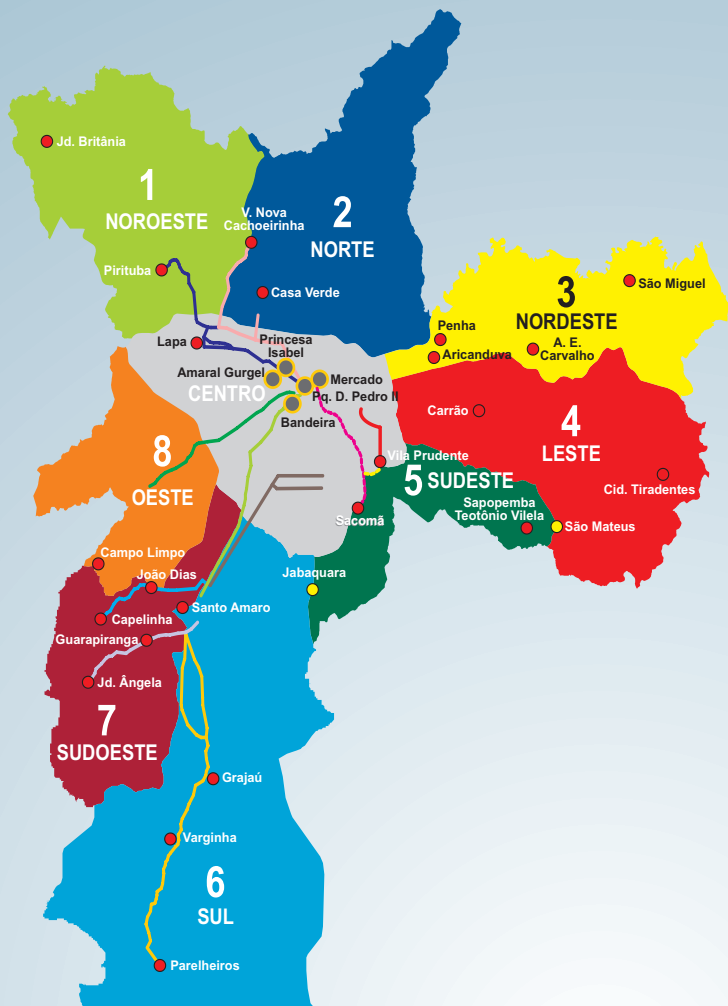 Jd. Britânia
1
NOROESTE
Pirituba
V. Nova
Cachoeirinha
2
NORTE
Casa Verde
3
NORDESTE
São Miguel
Penha
Aricanduva
A. E.
Carvalho
Lapa
Princesa
Isabel
Amaral Gurgel
CENTRO
Mercado
Pq. D. Pedro II
Bandeira
Carrão
4
LESTE
Cid. Tiradentes
8
OESTE
Vila Prudente
5 SUDESTE
Sapopemba
Teotônio Vilela
São Mateus
Sacomã
Campo Limpo
João Dias
Jabaquara
Capelinha
Santo Amaro
Guarapiranga
Jd. Ângela
7
SUDOESTE
Grajaú
Varginha
6
SUL
Parelheiros